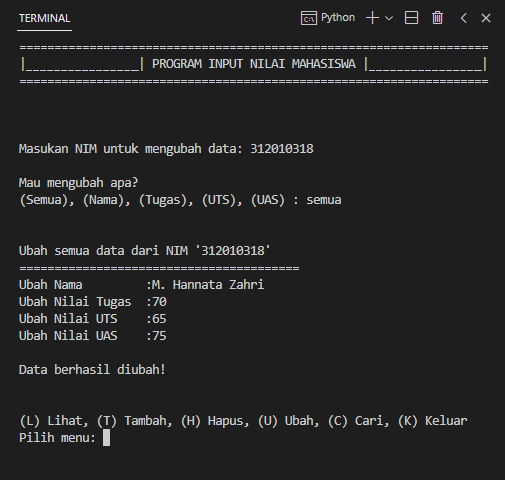 TERMINAL
Python
===================================================================
|________________| PROGRAM INPUT NILAI MAHASISWA |________________|
===================================================================
Masukan NIM untuk mengubah data: 312010318
Mau mengubah apa?
(Semua), (Nama), (Tugas), (UTS), (UAS) : semua
Ubah semua data dari NIM '312010318'
========================================
Ubah Nama         :M. Hannata Zahri
Ubah Nilai Tugas  :70
Ubah Nilai UTS    :65
Ubah Nilai UAS    :75
Data berhasil diubah!
(L) Lihat, (T) Tambah, (H) Hapus, (U) Ubah, (C) Cari, (K) Keluar
Pilih menu: